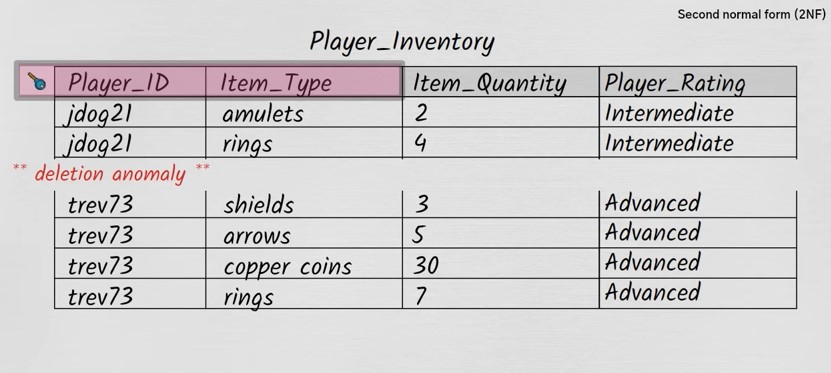 Second normal form (2NF)
Player_Inventory
Player_ID Item_Type Item_Quantity Player_Rating
jdog21 amulets 2 Intermediate
jdog21 rings 4 Intermediate
** deletion anomaly **
trev73 shields 3 Advanced
trev73 arrows 5 Advanced
trev73 copper coins 30 Advanced
trev73 rings 7 Advanced